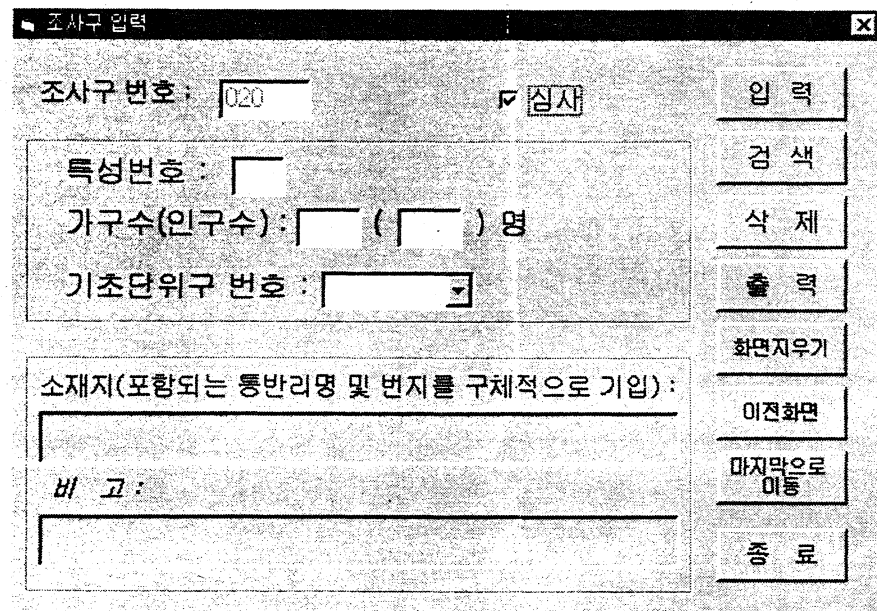 조사구 입력
조사구 번호 : 020
심사
특성번호 :
가구수(인구수) : ( ) 명
기초단위구 번호 :
소재지(포함되는 통반리명 및 번지를 구체적으로 기입) :
비 고 :
입 력
검 색
삭 제
출 력
화면지우기
이전화면
마지막으로
이동
종 료